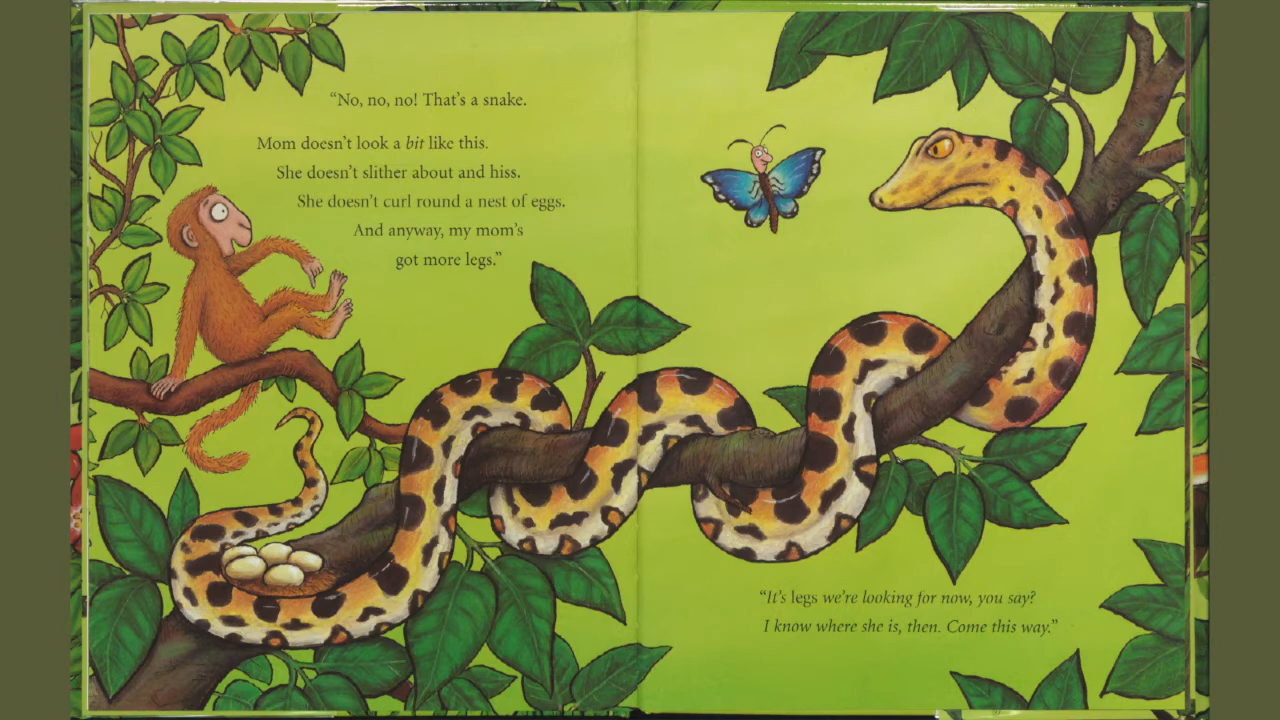 “No, no, no! That’s a snake.
Mom doesn’t look a bit like this.
She doesn’t slither about and hiss.
She doesn’t curl round a nest of eggs.
And anyway, my mom’s
got more legs.”
“It’s legs we’re looking for now, you say?
I know where she is, then. Come this way.”